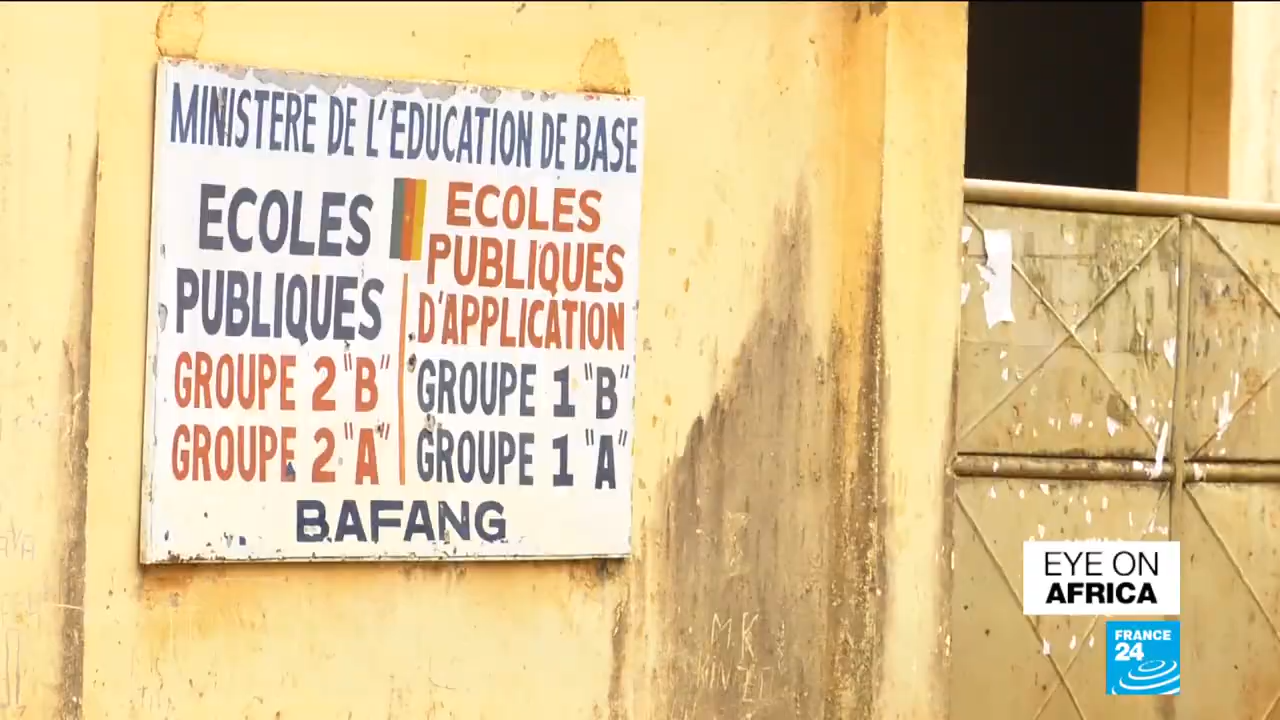 MINISTERE DE L'EDUCATION DE BASE
ECOLES
PUBLIQUES
GROUPE 2 "B"
GROUPE 2 "A"
ECOLES
PUBLIQUES
D'APPLICATION
GROUPE 1 "B"
GROUPE 1 "A"
BAFANG
M.K
EYE ON
AFRICA
FRANCE
24